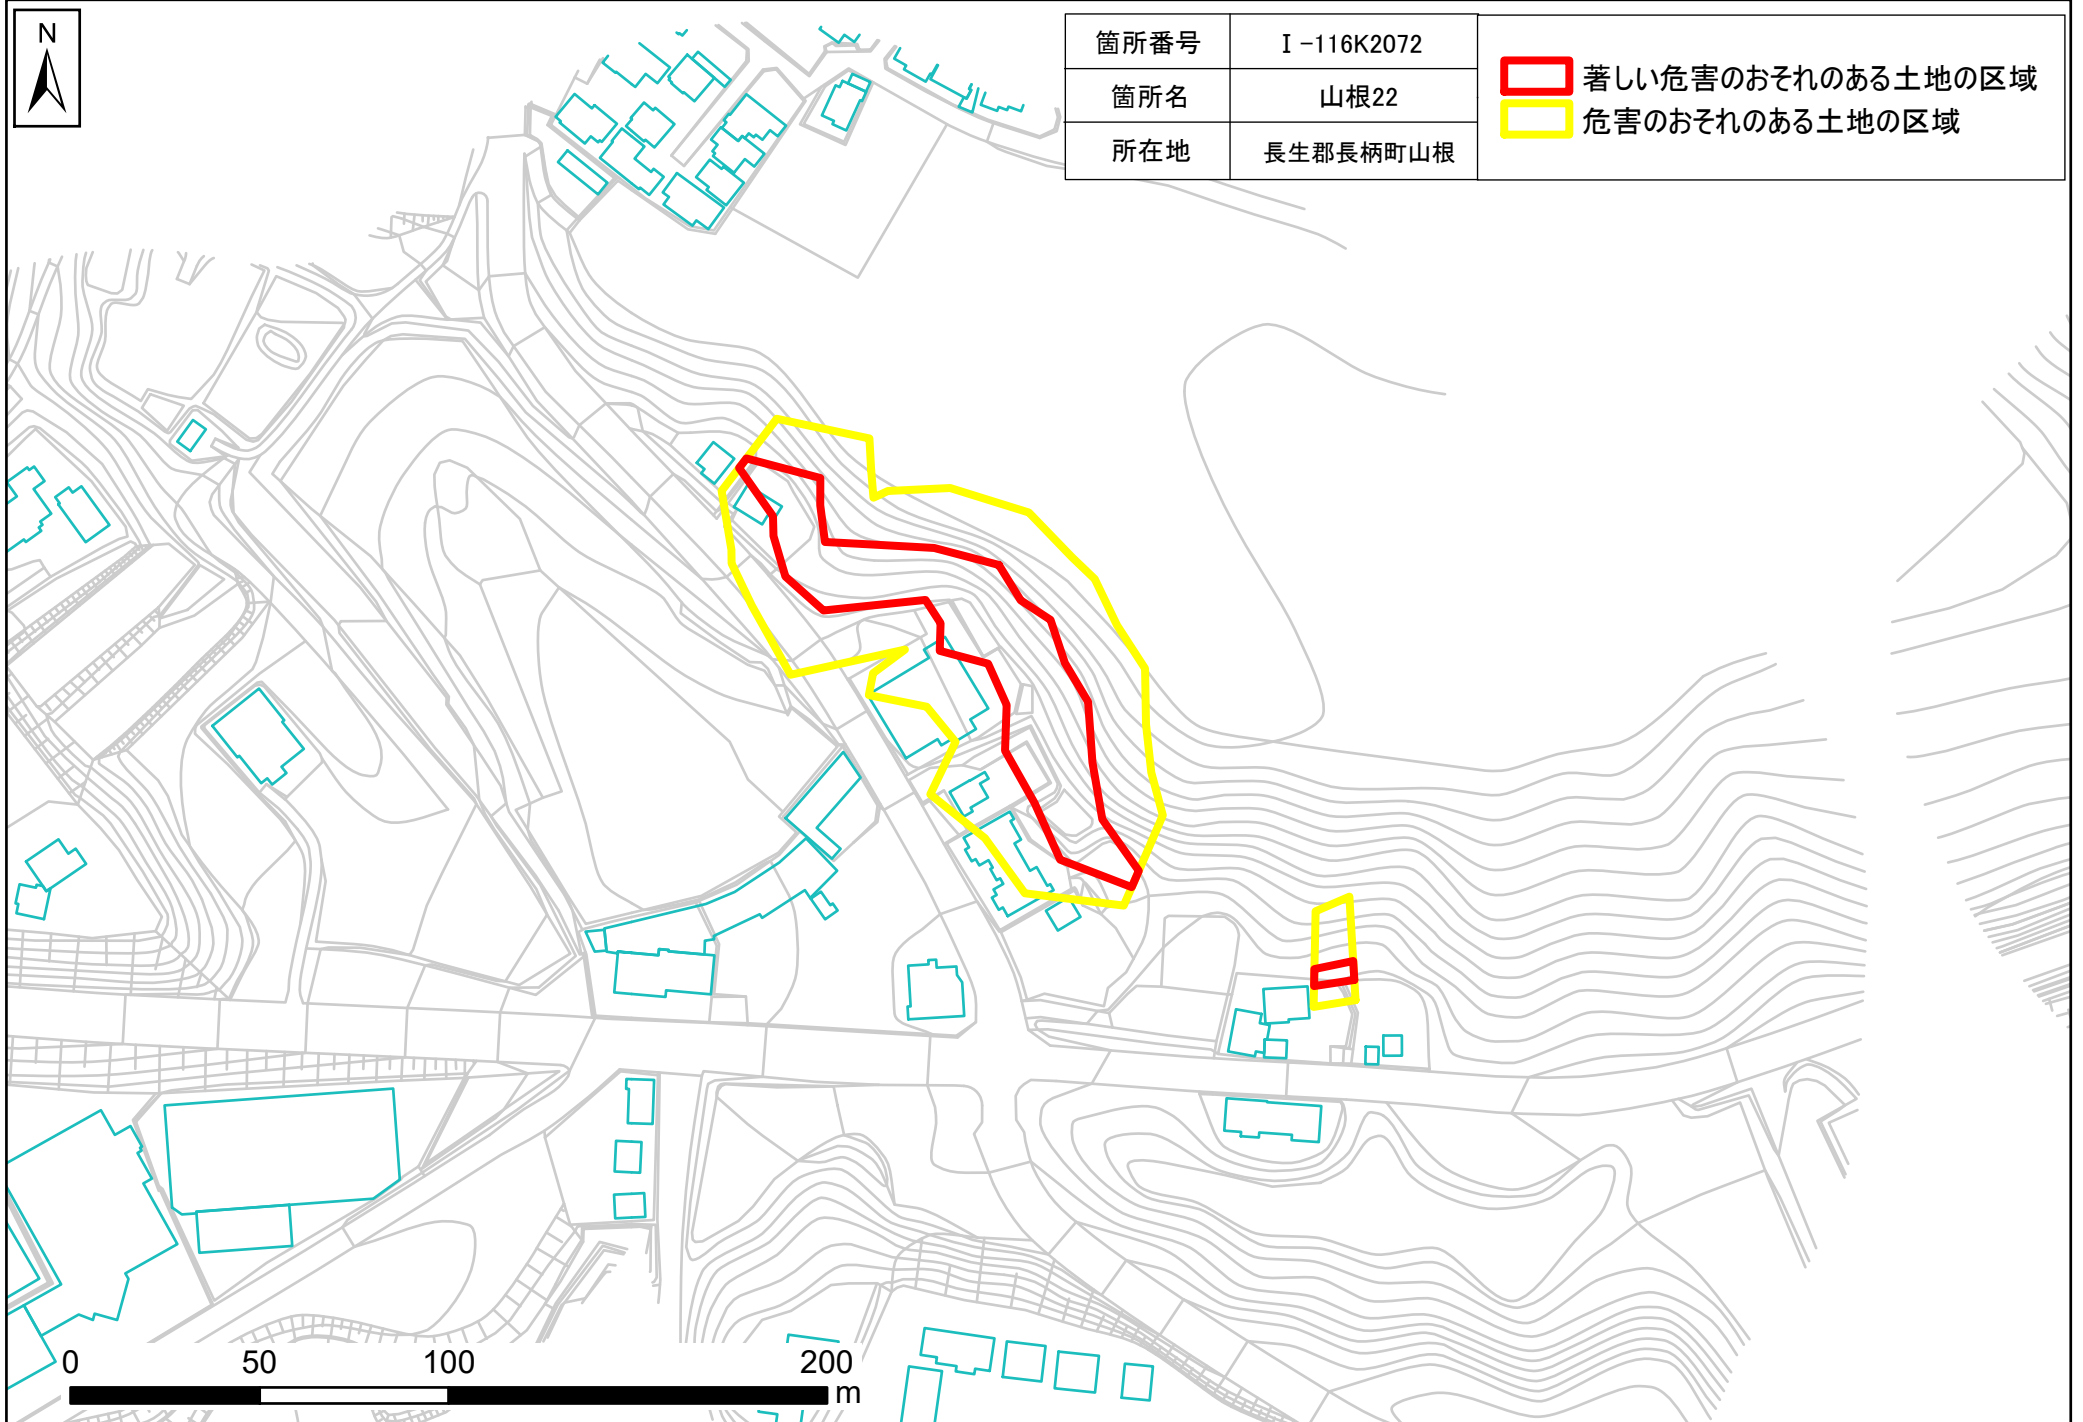 N
箇所番号 Ⅰ-116K2072
箇所名 山根22
所在地 長生郡長柄町山根
著しい危害のおそれのある土地の区域
危害のおそれのある土地の区域
0 50 100 200
m